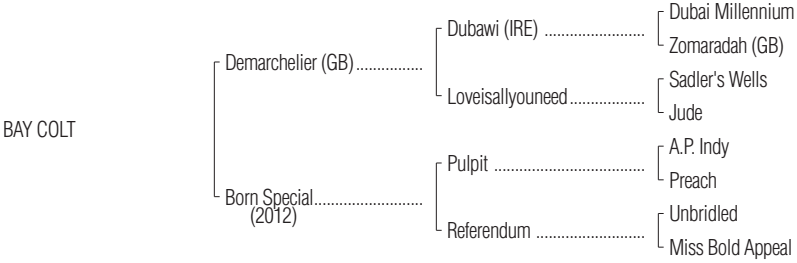 Dubai Millennium
Dubawi (IRE) ........................
Zomaradah (GB)
Demarchelier (GB)................
Sadler's Wells
Loveisallyouneed..................
Jude
BAY COLT
A.P. Indy
Pulpit ....................................
Preach
Born Special..........................
(2012)
Unbridled
Referendum ..........................
Miss Bold Appeal